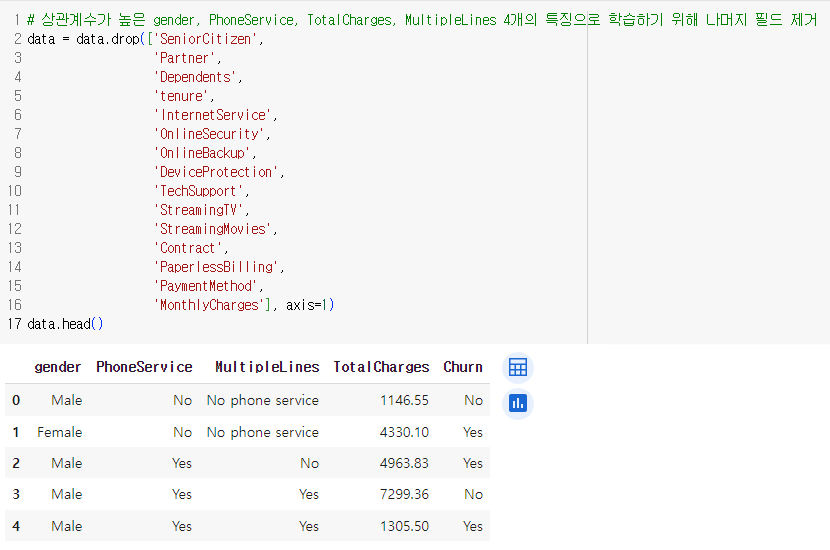 1 # 상관계수가 높은 gender, PhoneService, TotalCharges, MultipleLines 4개의 특징으로 학습하기 위해 나머지 필드 제거
2 data = data.drop(['SeniorCitizen',
3 'Partner',
4 'Dependents',
5 'tenure',
6 'InternetService',
7 'OnlineSecurity',
8 'OnlineBackup',
9 'DeviceProtection',
10 'TechSupport',
11 'StreamingTV',
12 'StreamingMovies',
13 'Contract',
14 'PaperlessBilling',
15 'PaymentMethod',
16 'MonthlyCharges'], axis=1)
17 data.head()
gender PhoneService MultipleLines TotalCharges Churn
0 Male No No phone service 1146.55 No
1 Female No No phone service 4330.10 Yes
2 Male Yes No 4963.83 Yes
3 Male Yes Yes 7299.36 No
4 Male Yes Yes 1305.50 Yes